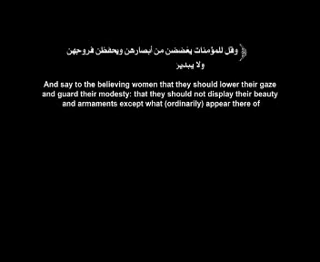 وقل للمؤمنات يغضضن من أبصارهن ويحفظن فروجهن
ولا يبدين
And say to the believing women that they should lower their gaze
and guard their modesty: that they should not display their beauty
and armaments except what (ordinarily) appear there of